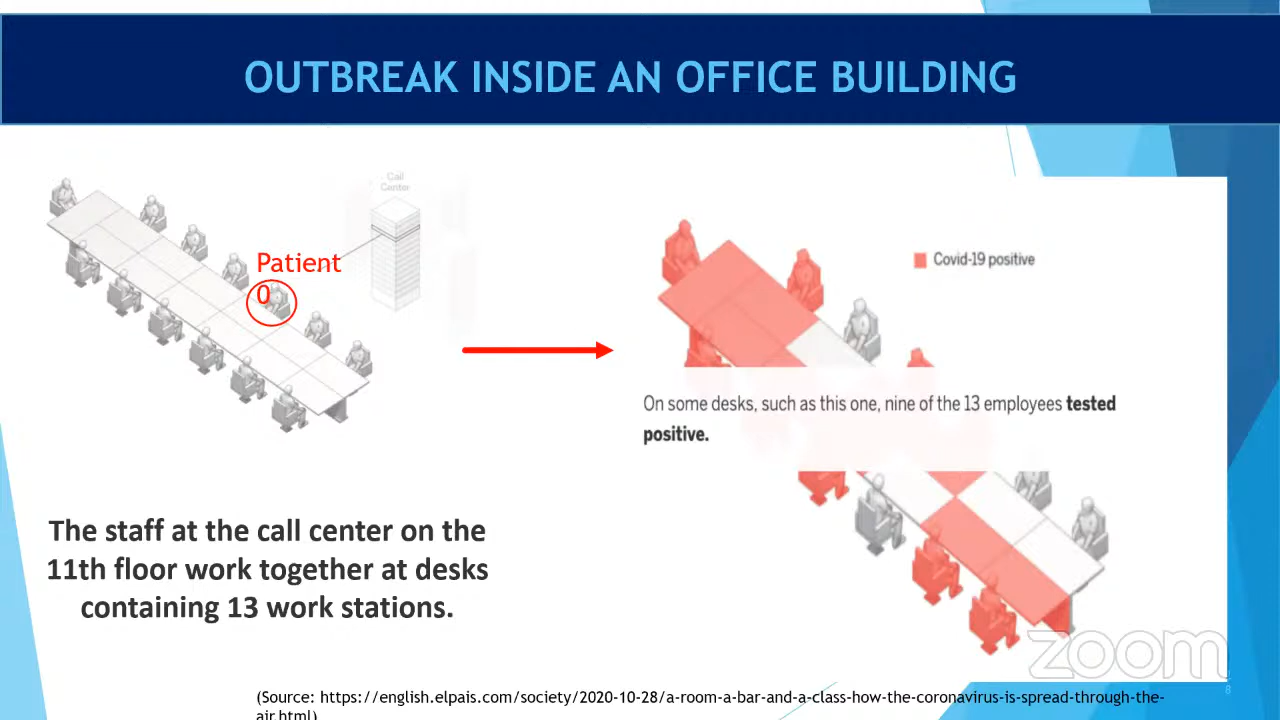 OUTBREAK INSIDE AN OFFICE BUILDING
Call
Center
Patient
0
Covid-19 positive
On some desks, such as this one, nine of the 13 employees tested
positive.
The staff at the call center on the
11th floor work together at desks
containing 13 work stations.
zoom
8
(Source: https://english.elpais.com/society/2020-10-28/a-room-a-bar-and-a-class-how-the-coronavirus-is-spread-through-the-
air.html)